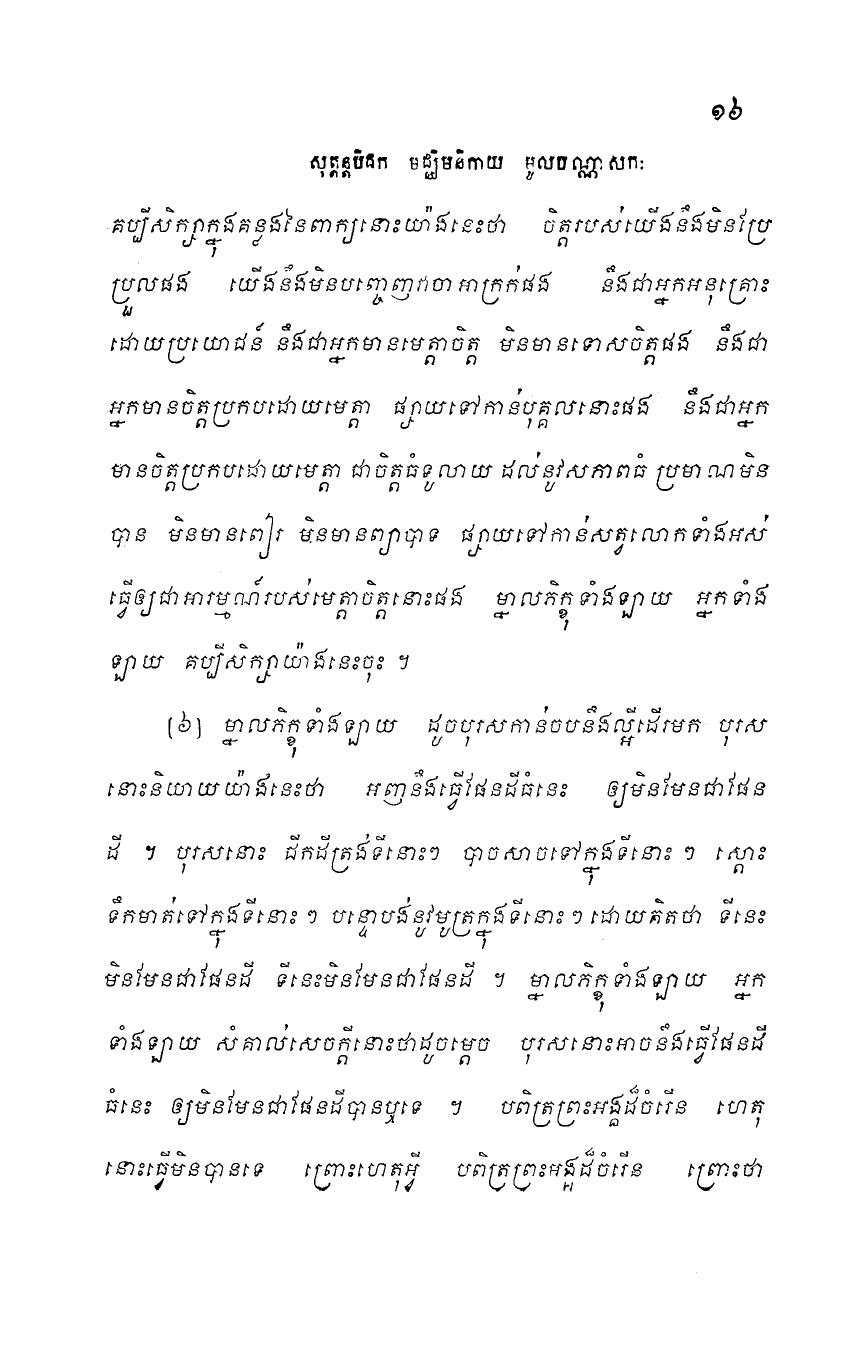 ១៦
សុត្តន្តបិដក មជ្ឈិមនិកាយ មូលបណ្ណាសកៈ
គប្បីសិក្សាក្នុងគន្លងនៃពាក្យនោះយ៉ាងនេះថា ចិត្តរបស់យើងនឹងមិនប្រែ
ប្រួលផង យើងនឹងមិនបញ្ចេញវាចាអាក្រក់ផង នឹងជាអ្នកអនុគ្រោះ
ដោយប្រយោជន៍ នឹងជាអ្នកមានមេត្តាចិត្ត មិនមានទោសចិត្តផង នឹងជា
អ្នកមានចិត្តប្រកបដោយមេត្តា ផ្សាយទៅកាន់បុគ្គលនោះផង នឹងជាអ្នក
មានចិត្តប្រកបដោយមេត្តា ជាចិត្តធំទូលាយ ដល់នូវសភាពធំ ប្រមាណមិន
បាន មិនមានពៀរ មិនមានព្យាបាទ ផ្សាយទៅកាន់សត្វលោកទាំងអស់
ធ្វើឲ្យជាអារម្មណ៍របស់មេត្តាចិត្តនោះផង ម្នាលភិក្ខុទាំងឡាយ អ្នកទាំង
ឡាយ គប្បីសិក្សាយ៉ាងនេះចុះ ។
[៦] ម្នាលភិក្ខុទាំងឡាយ ដូចបុរសកាន់ចបនឹងល្អីដើរមក បុរស
នោះនិយាយយ៉ាងនេះថា អញនឹងធ្វើផែនដីធំនេះ ឲ្យមិនមែនជាផែន
ដី ។ បុរសនោះ ជីកដីត្រង់ទីនោះៗ បាចសាចទៅក្នុងទីនោះ ៗ ស្តោះ
ទឹកមាត់ទៅក្នុងទីនោះ ៗ បន្ទោបង់នូវមូត្រក្នុងទីនោះ ៗ ដោយគិតថា ទីនេះ
មិនមែនជាផែនដី ទីនេះមិនមែនជាផែនដី ។ ម្នាលភិក្ខុទាំងឡាយ អ្នក
ទាំងឡាយ សំគាល់សេចក្តីនោះថាដូចម្តេច បុរសនោះអាចនឹងធ្វើផែនដី
ធំនេះ ឲ្យមិនមែនជាផែនដីបានឬទេ ។ បពិត្រព្រះអង្គដ៏ចំរើន ហេតុ
នោះធ្វើមិនបានទេ ព្រោះហេតុអ្វី បពិត្រព្រះអង្គដ៏ចំរើន ព្រោះថា